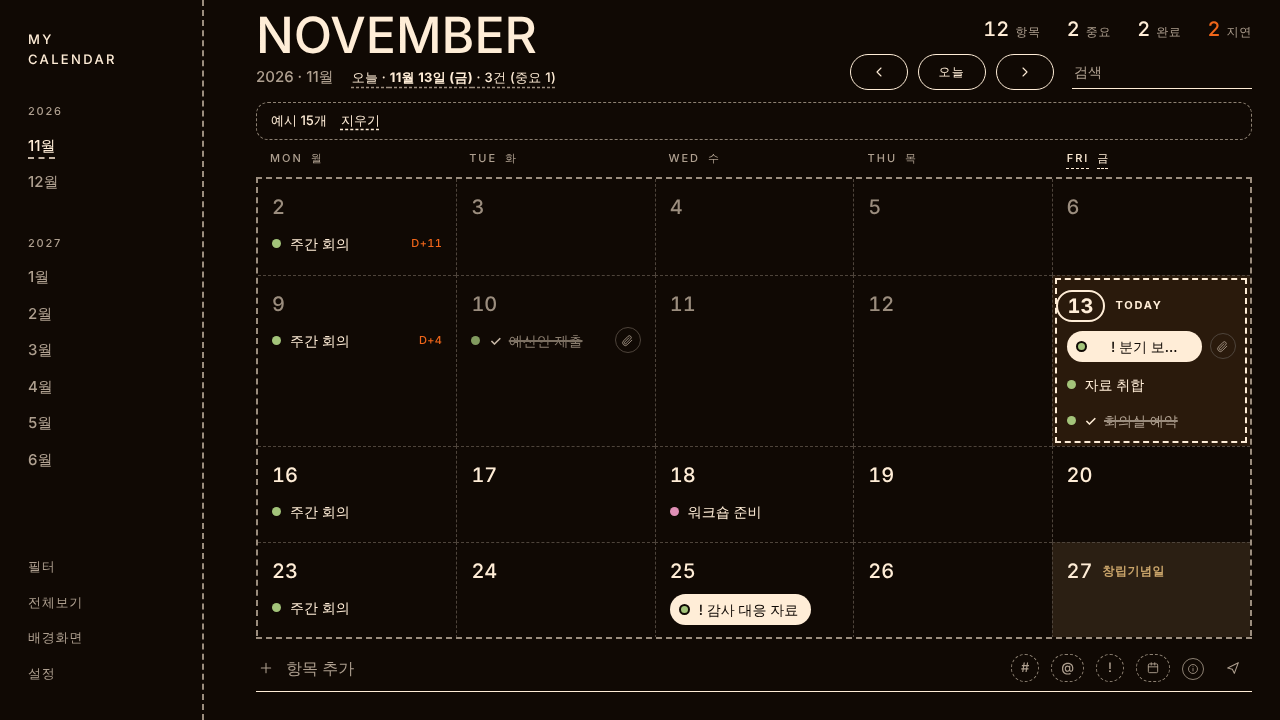 MY
CALENDAR
2026
11월
12월
2027
1월
2월
3월
4월
5월
6월
필터
전체보기
배경화면
설정
NOVEMBER
12 항목 2 중요 2 완료 2 지연
2026 · 11월 오늘 · 11월 13일 (금) · 3건 (중요 1)
오늘
검색
예시 15개 지우기
MON 월 TUE 화 WED 수 THU 목 FRI 금
2 3 4 5 6
주간 회의 D+11
9 10 11 12 13 TODAY
주간 회의 D+4
예산안 제출
! 분기 보...
자료 취합
회의실 예약
16 17 18 19 20
주간 회의
워크숍 준비
23 24 25 26 27 창립기념일
주간 회의
! 감사 대응 자료
+ 항목 추가 # @ !